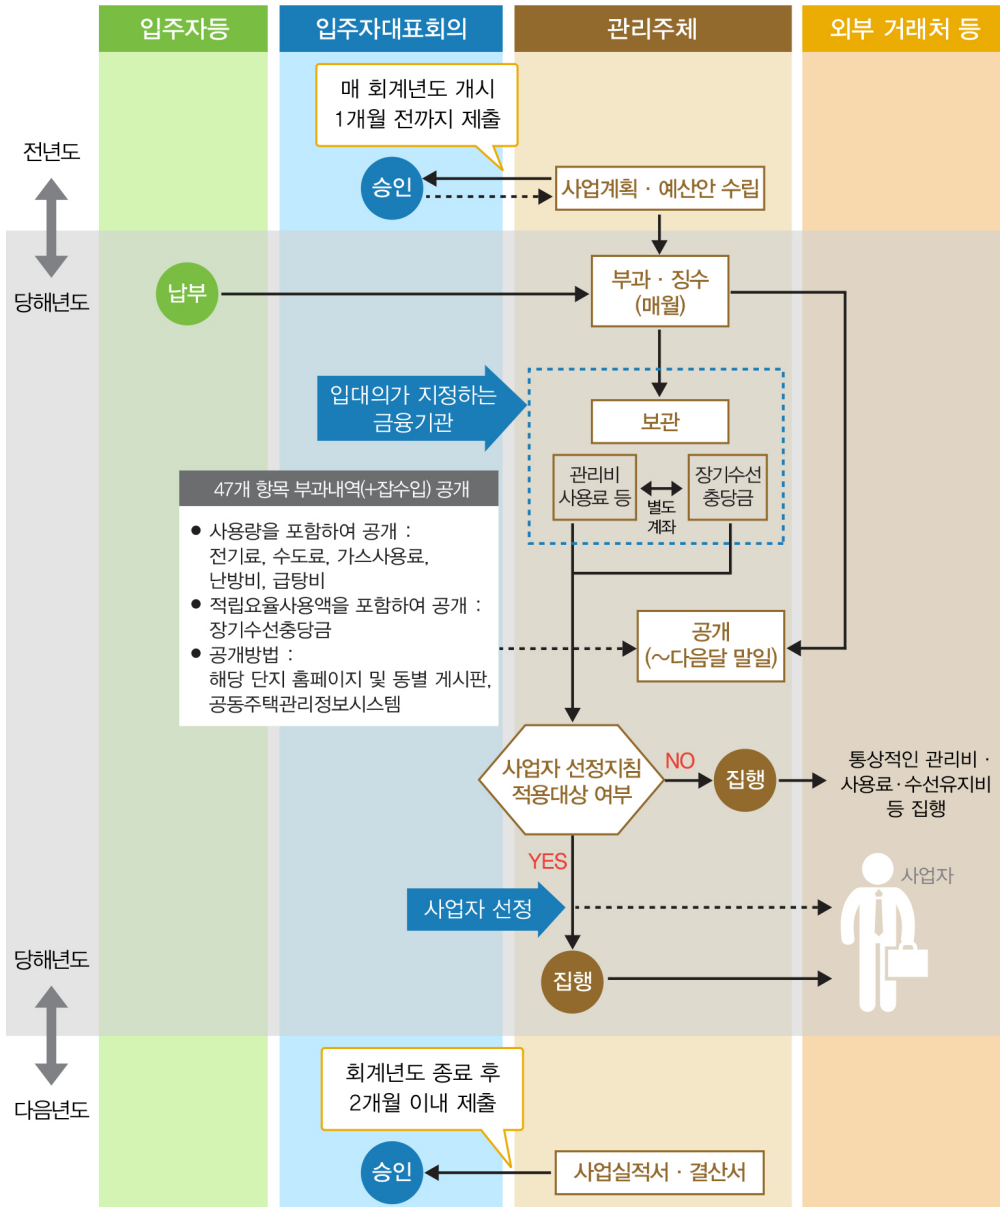 입주자등
입주자대표회의
관리주체
외부 거래처 등
매 회계년도 개시
1개월 전까지 제출
전년도
승인
사업계획 · 예산안 수립
당해년도
납부
부과 · 징수
(매월)
입대의가 지정하는
금융기관
보관
관리비
사용료 등
별도
계좌
장기수선
충당금
47개 항목 부과내역(+잡수입) 공개
● 사용량을 포함하여 공개 :
전기료, 수도료, 가스사용료,
난방비, 급탕비
● 적립요율사용액을 포함하여 공개 :
장기수선충당금
● 공개방법 :
해당 단지 홈페이지 및 동별 게시판,
공동주택관리정보시스템
공개
(~다음달 말일)
사업자 선정지침
적용대상 여부
NO
집행
통상적인 관리비 ·
사용료·수선유지비
등 집행
YES
사업자 선정
사업자
당해년도
집행
다음년도
회계년도 종료 후
2개월 이내 제출
승인
사업실적서 · 결산서